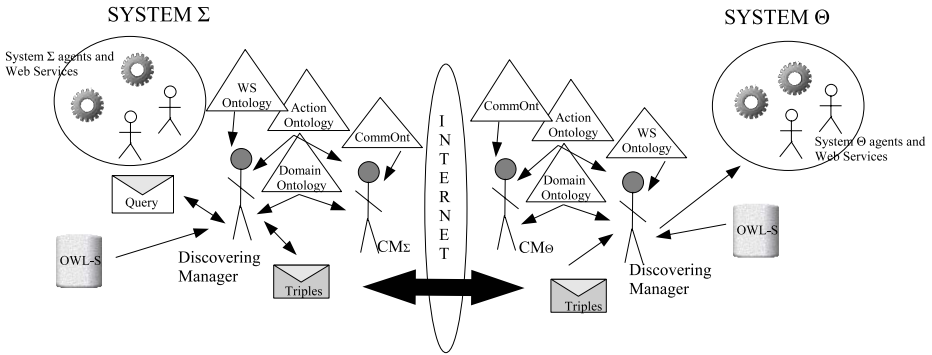 SYSTEM Σ
SYSTEM Θ
System Σ agents and
Web Services
WS
Ontology
Action
Ontology
CommOnt
Domain
Ontology
Query
OWL-S
Discovering
Manager
Triples
CMΣ
INTERNET
CommOnt
Action
Ontology
WS
Ontology
Domain
Ontology
System Θ agents and
Web Services
CMΘ
Discovering
Manager
OWL-S
Triples